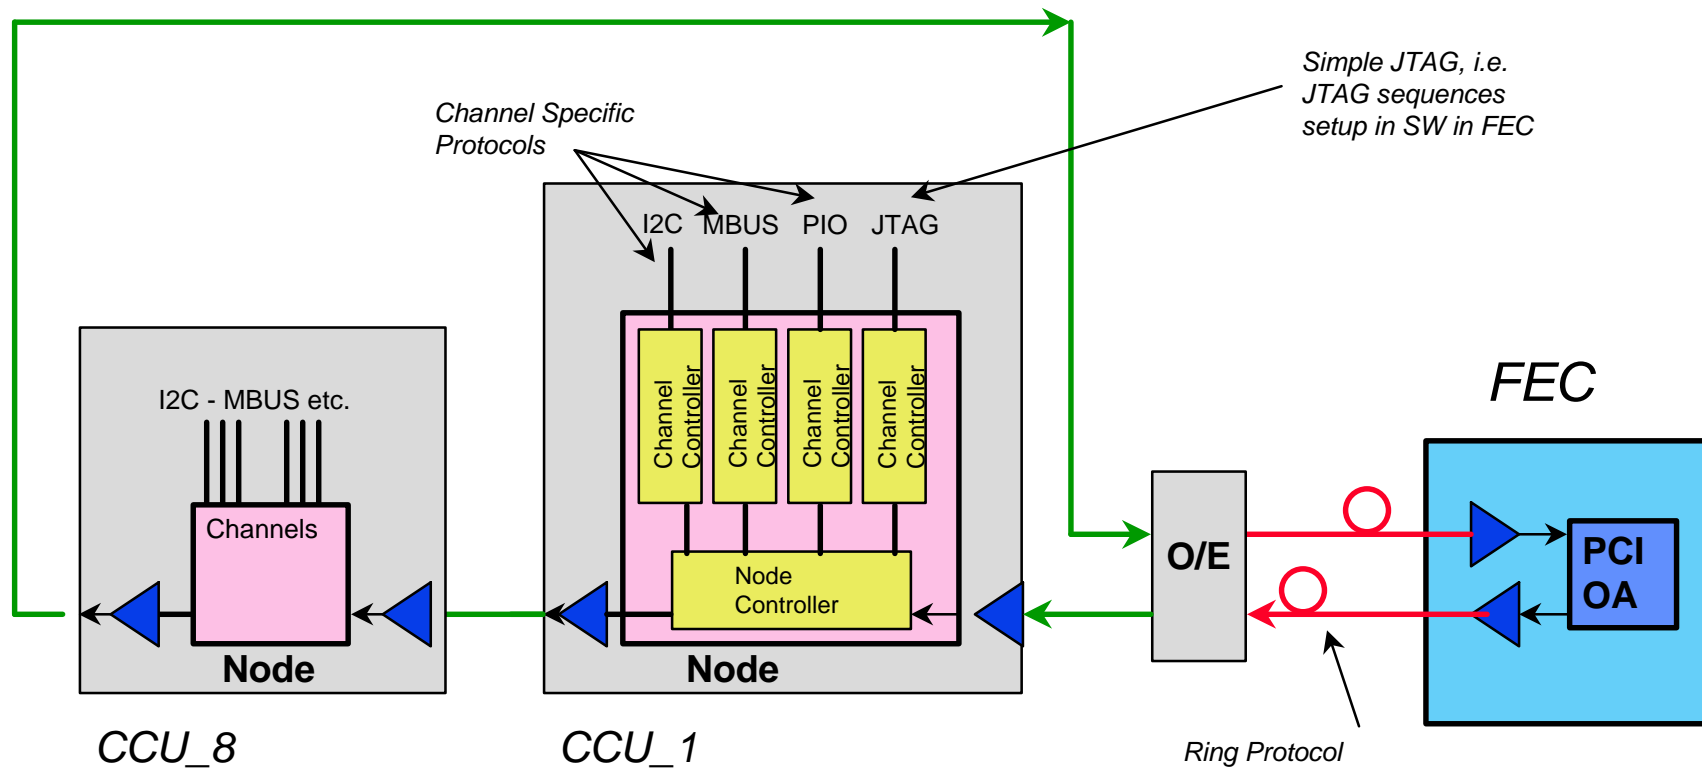 Simple JTAG, i.e.
JTAG sequences
setup in SW in FEC
Channel Specific
Protocols
I2C MBUS PIO JTAG
Channel
Controller
Channel
Controller
Channel
Controller
Channel
Controller
Node
Controller
Node
CCU_1
I2C - MBUS etc.
Channels
Node
CCU_8
O/E
FEC
PCI
OA
Ring Protocol